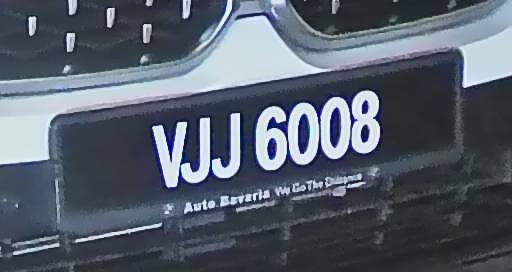 VJJ 6008
Auto Bavaria We Go The Distance